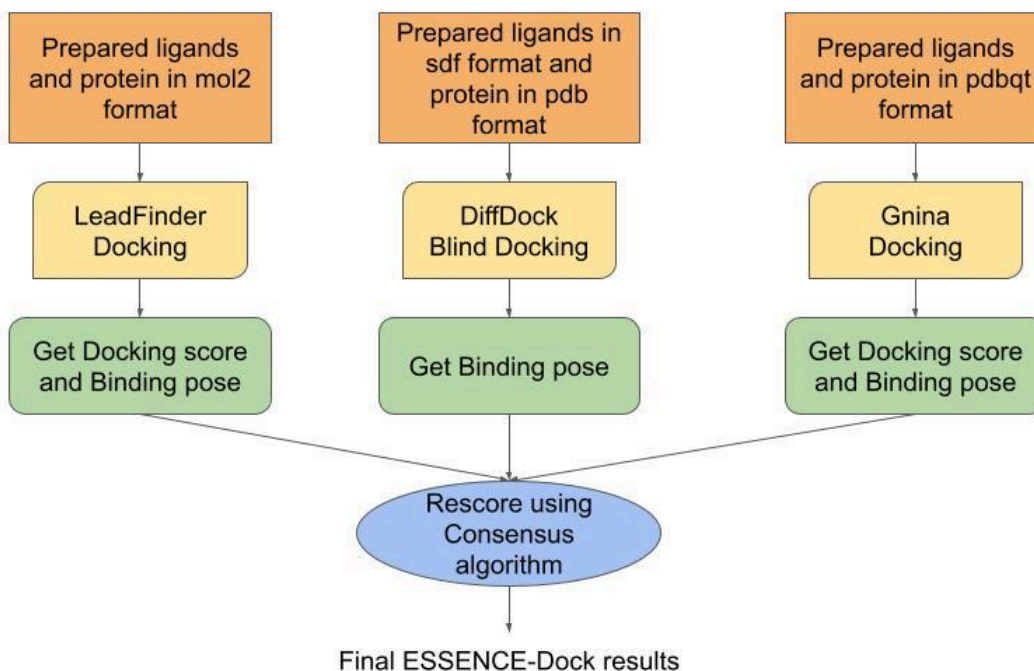 Prepared ligands
and protein in mol2
format
Prepared ligands in
sdf format and
protein in pdb
format
Prepared ligands
and protein in pdbqt
format
LeadFinder
Docking
DiffDock
Blind Docking
Gnina
Docking
Get Docking score
and Binding pose
Get Binding pose
Get Docking score
and Binding pose
Rescore using
Consensus
algorithm
Final ESSENCE-Dock results